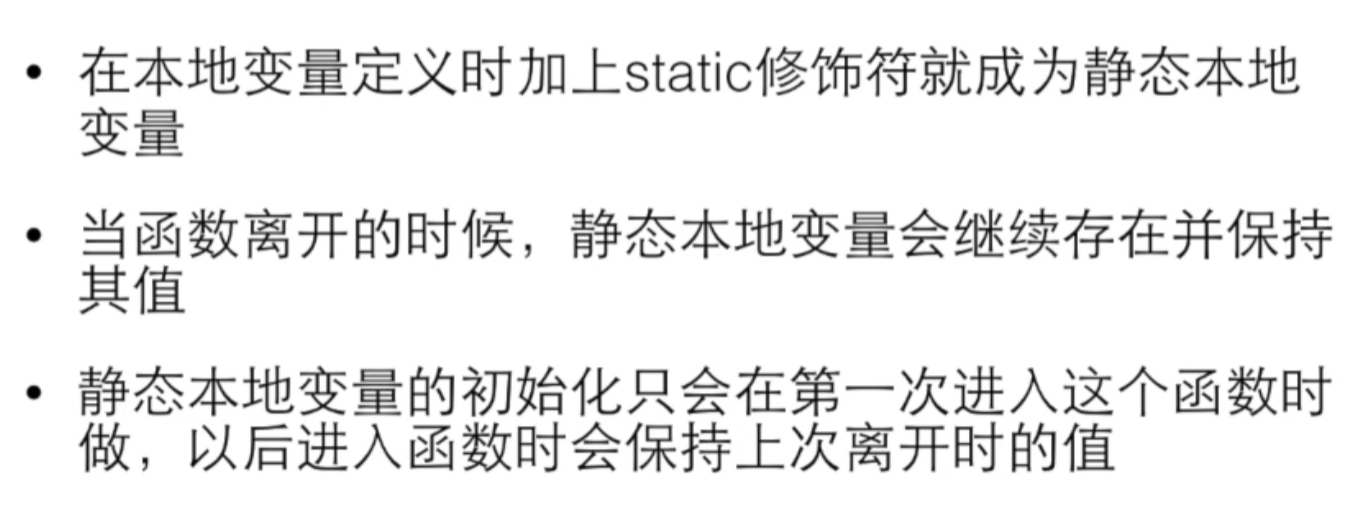 • 在本地变量定义时加上static修饰符就成为静态本地
变量
• 当函数离开的时候，静态本地变量会继续存在并保持
其值
• 静态本地变量的初始化只会在第一次进入这个函数时
做，以后进入函数时会保持上次离开时的值